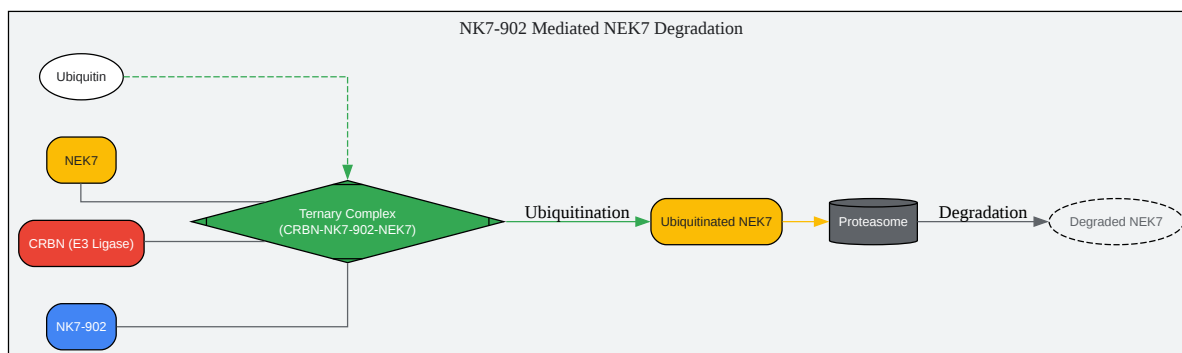 NK7-902 Mediated NEK7 Degradation
Ubiquitin
NEK7
CRBN (E3 Ligase)
NK7-902
Ternary Complex
(CRBN-NK7-902-NEK7)
Ubiquitination
Ubiquitinated NEK7
Proteasome
Degradation
Degraded NEK7